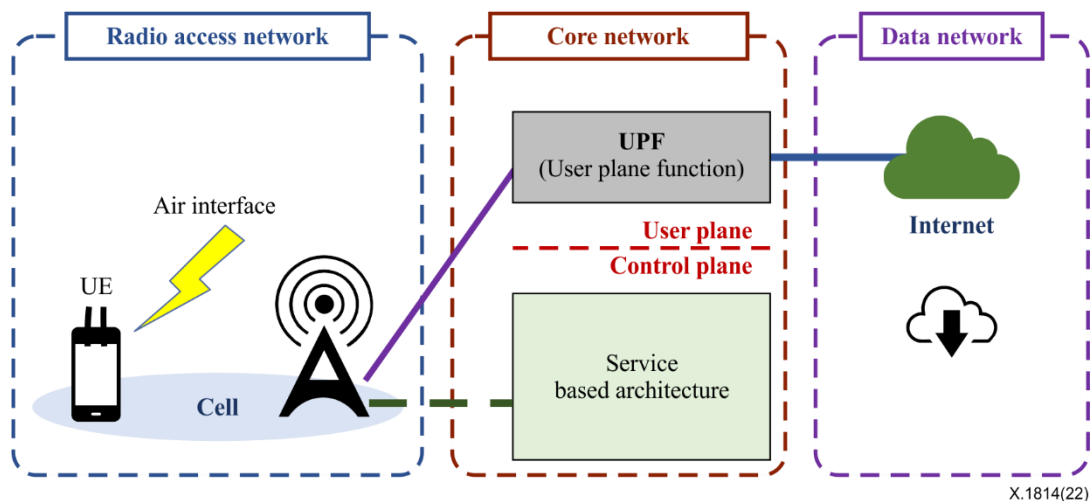 Radio access network
Core network
Data network
UPF
(User plane function)
Air interface
User plane
Internet
Control plane
UE
Service
based architecture
Cell
X.1814(22)